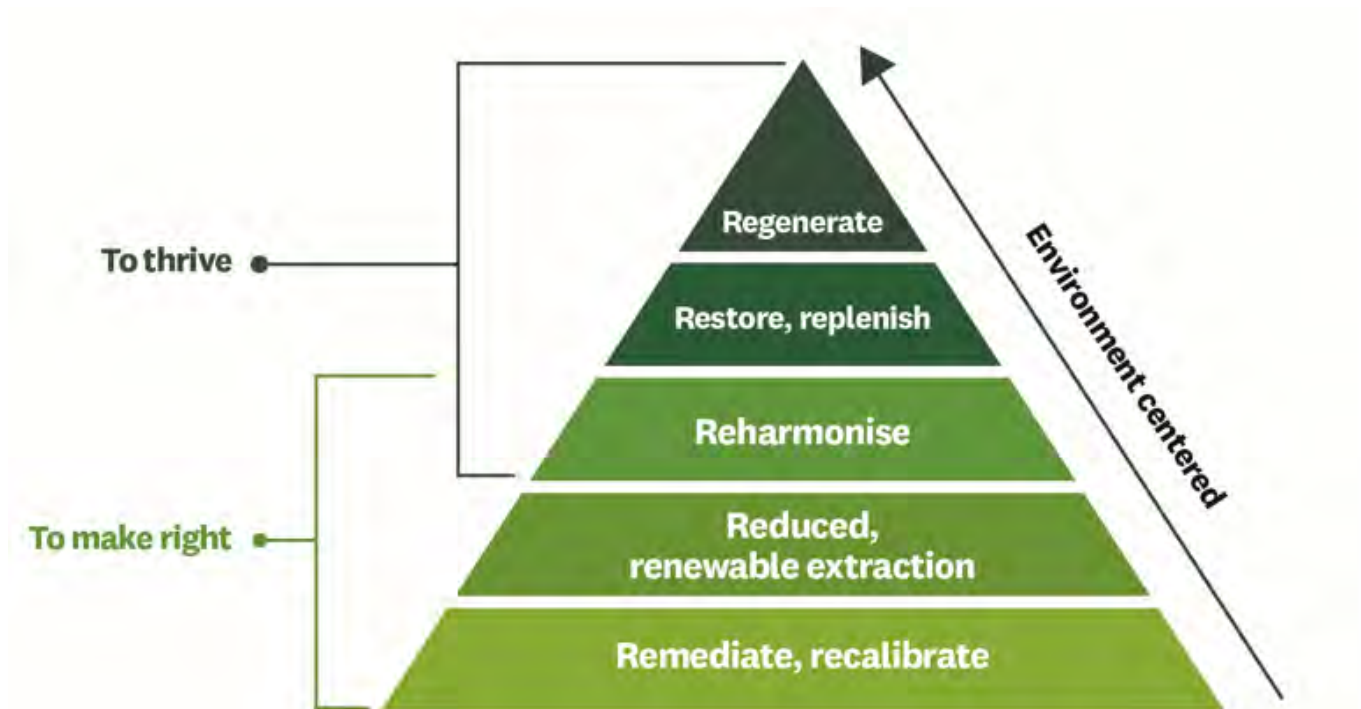 Regenerate
To thrive
Restore, replenish
Environment centered
Reharmonise
To make right
Reduced,
renewable extraction
Remediate, recalibrate